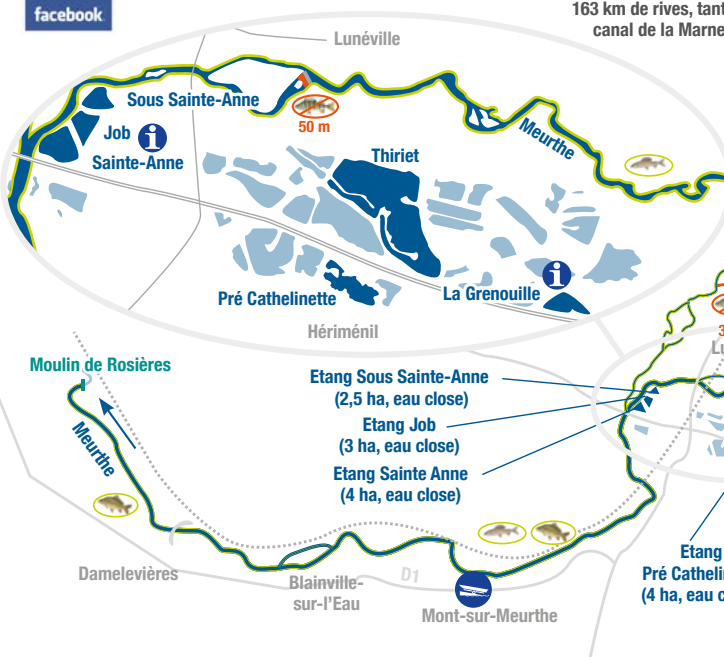 facebook
163 km de rives, tant
canal de la Marne
Lunéville
Sous Sainte-Anne
Job
i
Sainte-Anne
50 m
Meurthe
Thiriet
Pré Cathelinette
La Grenouille
i
Hériménil
Moulin de Rosières
Meurthe
Etang Sous Sainte-Anne
(2,5 ha, eau close)
Etang Job
(3 ha, eau close)
Etang Sainte Anne
(4 ha, eau close)
3
Lu
Etang
Pré Catheli
(4 ha, eau c
Damelevières
Blainville-
sur-l'Eau
D1
Mont-sur-Meurthe